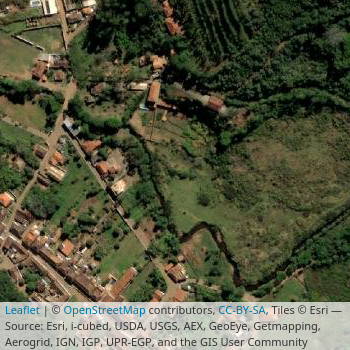 Leaflet | © OpenStreetMap contributors, CC-BY-SA, Tiles © Esri —
Source: Esri, i-cubed, USDA, USGS, AEX, GeoEye, Getmapping,
Aerogrid, IGN, IGP, UPR-EGP, and the GIS User Community